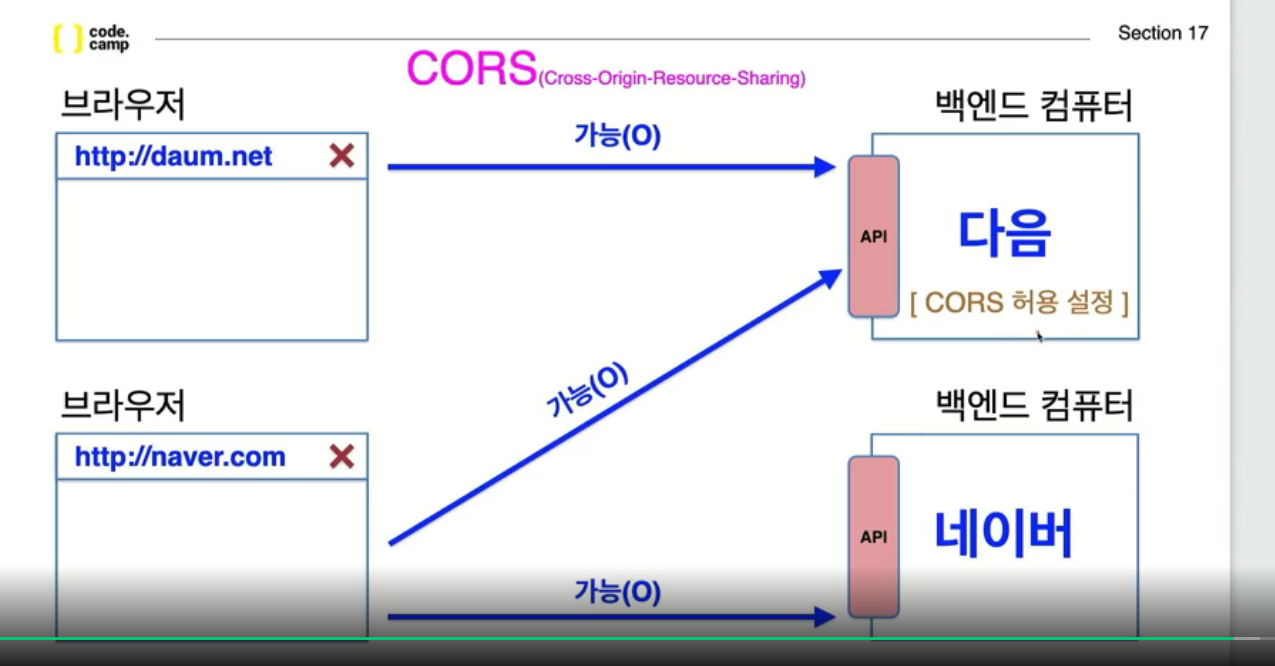 { } code.
camp
Section 17
CORS(Cross-Origin-Resource-Sharing)
브라우저
백엔드 컴퓨터
http://daum.net
가능(O)
API
다음
[ CORS 허용 설정 ]
가능(O)
브라우저
백엔드 컴퓨터
http://naver.com
API
네이버
가능(O)